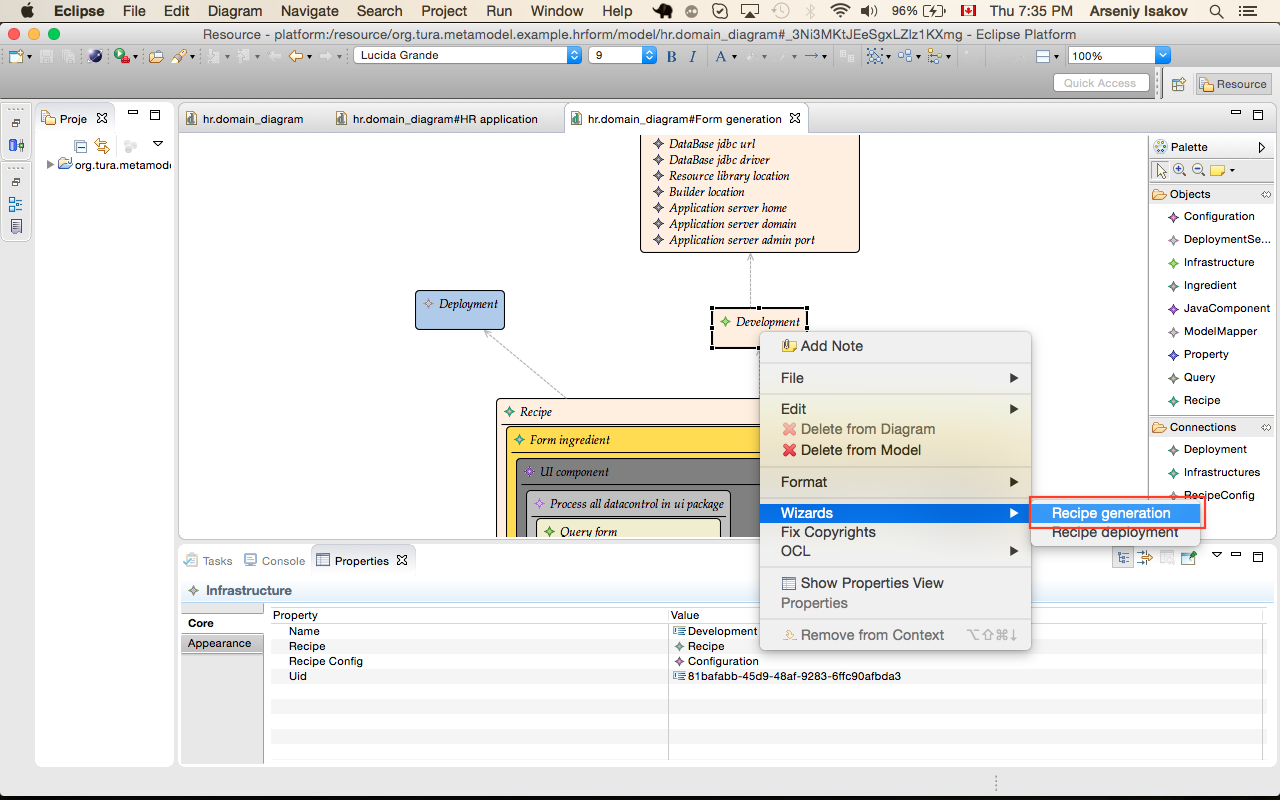 Eclipse File Edit Diagram Navigate Search Project Run Window Help 96% Thu 7:35 PM Arseniy Isakov
Resource - platform:/resource/org.tura.metamodel.example.hrform/model/hr.domain_diagram#_3Ni3MKtJEeSgxLZlz1KXmg - Eclipse Platform
Lucida Grande 9 B I A 100%
Quick Access Resource
Proje
hr.domain_diagram hr.domain_diagram#HR application hr.domain_diagram#Form generation
org.tura.metamode
DataBase jdbc url
DataBase jdbc driver
Resource library location
Builder location
Application server home
Application server domain
Application server admin port
Deployment
Development
Recipe
Form ingredient
UI component
Process all datacontrol in ui package
Query form
Add Note
File
Edit
Delete from Diagram
Delete from Model
Format
Wizards
Fix Copyrights
OCL
Show Properties View
Properties
Remove from Context ⌥⇧⌘↓
Recipe generation
Recipe deployment
Palette
Objects
Configuration
DeploymentSe...
Infrastructure
Ingredient
JavaComponent
ModelMapper
Property
Query
Recipe
Connections
Deployment
Infrastructures
RecipeConfig
Tasks Console Properties
Infrastructure
Core
Appearance
Property Value
Name Development
Recipe Recipe
Recipe Config Configuration
Uid 81bafabb-45d9-48af-9283-6ffc90afbda3